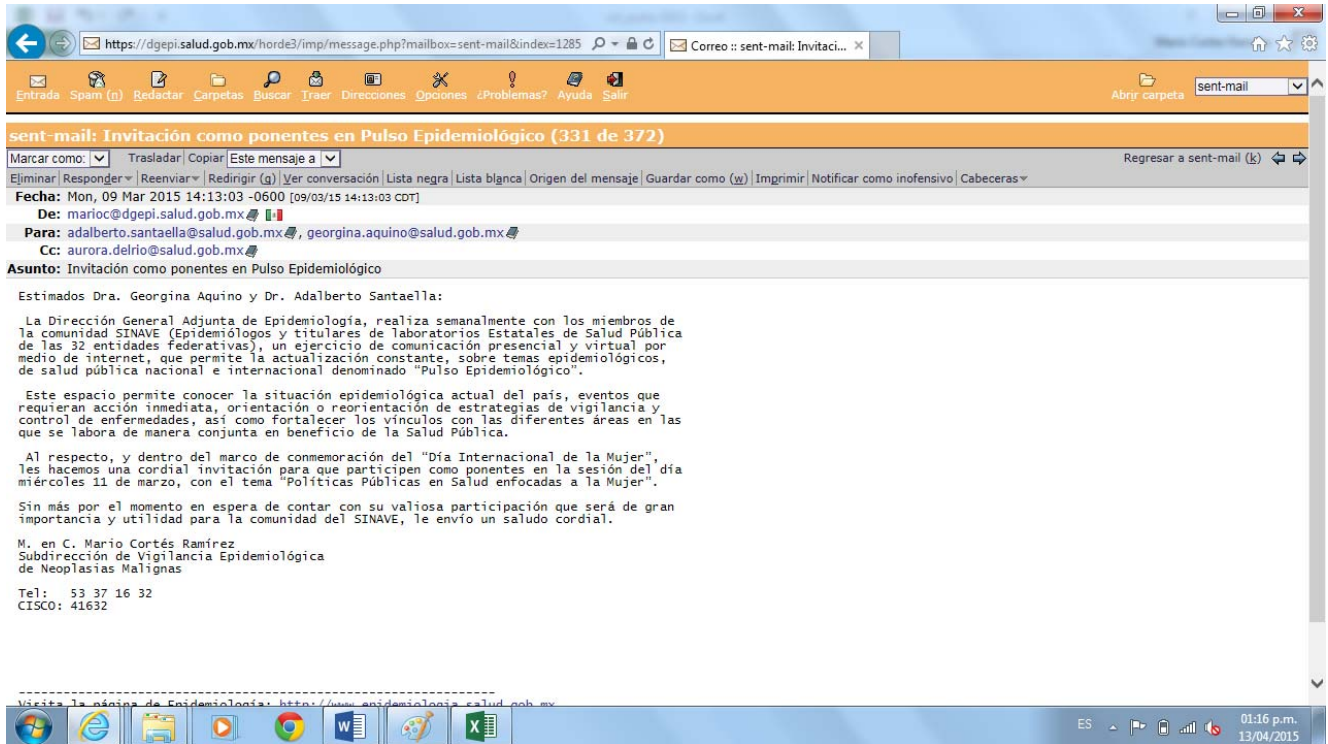 https://dgepi.salud.gob.mx/horde3/imp/message.php?mailbox=sent-mail&index=1285
Correo :: sent-mail: Invitaci...
Entrada Spam (n) Redactar Carpetas Buscar Traer Direcciones Opciones ¿Problemas? Ayuda Salir
Abrir carpeta
sent-mail
sent-mail: Invitación como ponentes en Pulso Epidemiológico (331 de 372)
Marcar como: Trasladar | Copiar Este mensaje a
Regresar a sent-mail (k)
Eliminar | Responder | Reenviar | Redirigir (g) | Ver conversación | Lista negra | Lista blanca | Origen del mensaje | Guardar como (w) | Imprimir | Notificar como inofensivo | Cabeceras
Fecha: Mon, 09 Mar 2015 14:13:03 -0600 [09/03/15 14:13:03 CDT]
De: marioc@dgepi.salud.gob.mx
Para: adalberto.santaella@salud.gob.mx, georgina.aquino@salud.gob.mx
Cc: aurora.delrio@salud.gob.mx
Asunto: Invitación como ponentes en Pulso Epidemiológico
Estimados Dra. Georgina Aquino y Dr. Adalberto Santaella:
La Dirección General Adjunta de Epidemiología, realiza semanalmente con los miembros de
la comunidad SINAVE (Epidemiólogos y titulares de laboratorios Estatales de Salud Pública
de las 32 entidades federativas), un ejercicio de comunicación presencial y virtual por
medio de internet, que permite la actualización constante, sobre temas epidemiológicos,
de salud pública nacional e internacional denominado "Pulso Epidemiológico".
Este espacio permite conocer la situación epidemiológica actual del país, eventos que
requieran acción inmediata, orientación o reorientación de estrategias de vigilancia y
control de enfermedades, así como fortalecer los vínculos con las diferentes áreas en las
que se labora de manera conjunta en beneficio de la Salud Pública.
Al respecto, y dentro del marco de conmemoración del "Día Internacional de la Mujer",
les hacemos una cordial invitación para que participen como ponentes en la sesión del día
miércoles 11 de marzo, con el tema "Políticas Públicas en Salud enfocadas a la Mujer".
Sin más por el momento en espera de contar con su valiosa participación que será de gran
importancia y utilidad para la comunidad del SINAVE, le envío un saludo cordial.
M. en C. Mario Cortés Ramírez
Subdirección de Vigilancia Epidemiológica
de Neoplasias Malignas
Tel: 53 37 16 32
CISCO: 41632
Visita la página de Epidemiología: http://www.epidemiologia.salud.gob.mx
ES
01:16 p.m.
13/04/2015